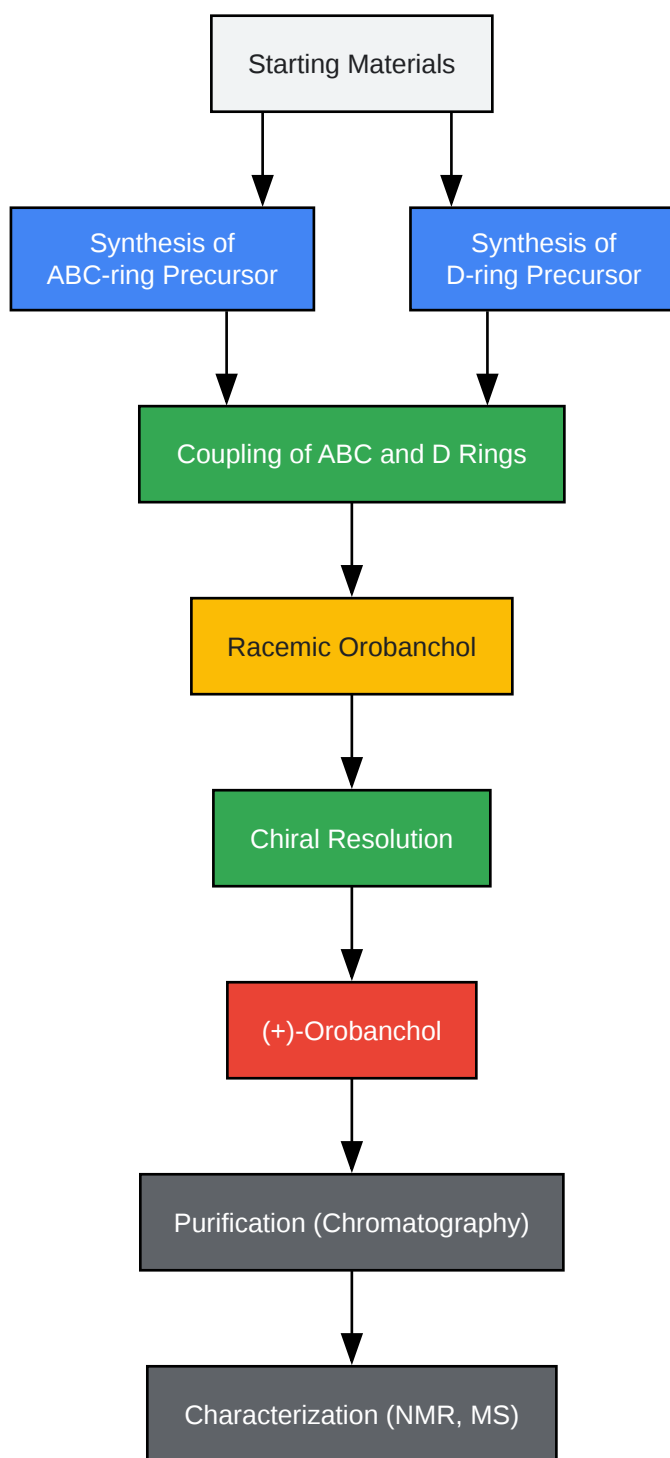 Starting Materials
Synthesis of
ABC-ring Precursor
Synthesis of
D-ring Precursor
Coupling of ABC and D Rings
Racemic Orobanchol
Chiral Resolution
(+)-Orobanchol
Purification (Chromatography)
Characterization (NMR, MS)